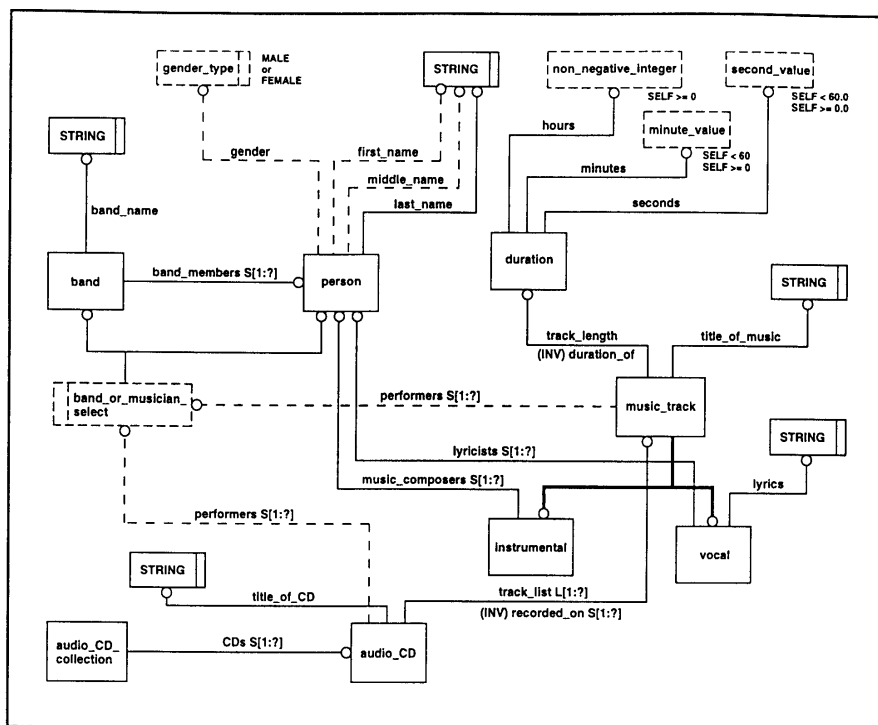 gender_type
MALE
or
FEMALE
STRING
non_negative_integer
SELF >= 0
second_value
SELF < 60.0
SELF >= 0.0
minute_value
SELF < 60
SELF >= 0
STRING
hours
gender
first_name
middle_name
minutes
last_name
seconds
band_name
band
band_members S[1:?]
person
duration
STRING
track_length
(INV) duration_of
title_of_music
band_or_musician_
select
performers S[1:?]
music_track
STRING
lyricists S[1:?]
music_composers S[1:?]
lyrics
performers S[1:?]
instrumental
vocal
STRING
title_of_CD
track_list L[1:?]
(INV) recorded_on S[1:?]
audio_CD_
collection
CDs S[1:?]
audio_CD